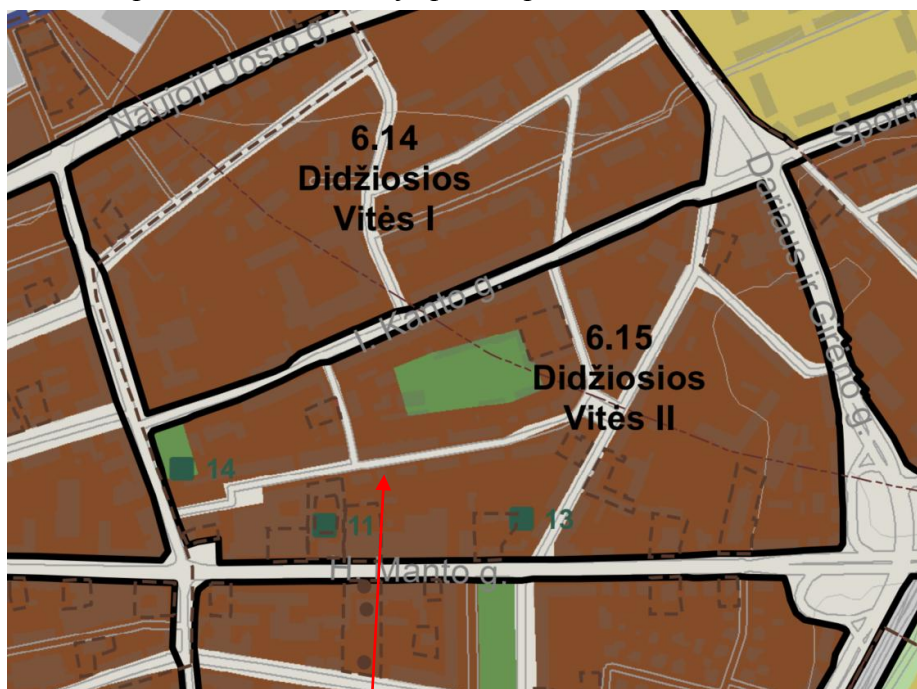 Naujoji Uosto g.
6.14
Didžiosios
Vitės I
Sporti
Dariaus ir Girėno g.
I. Kanto g.
6.15
Didžiosios
Vitės II
14
11
13
H. Manto g.